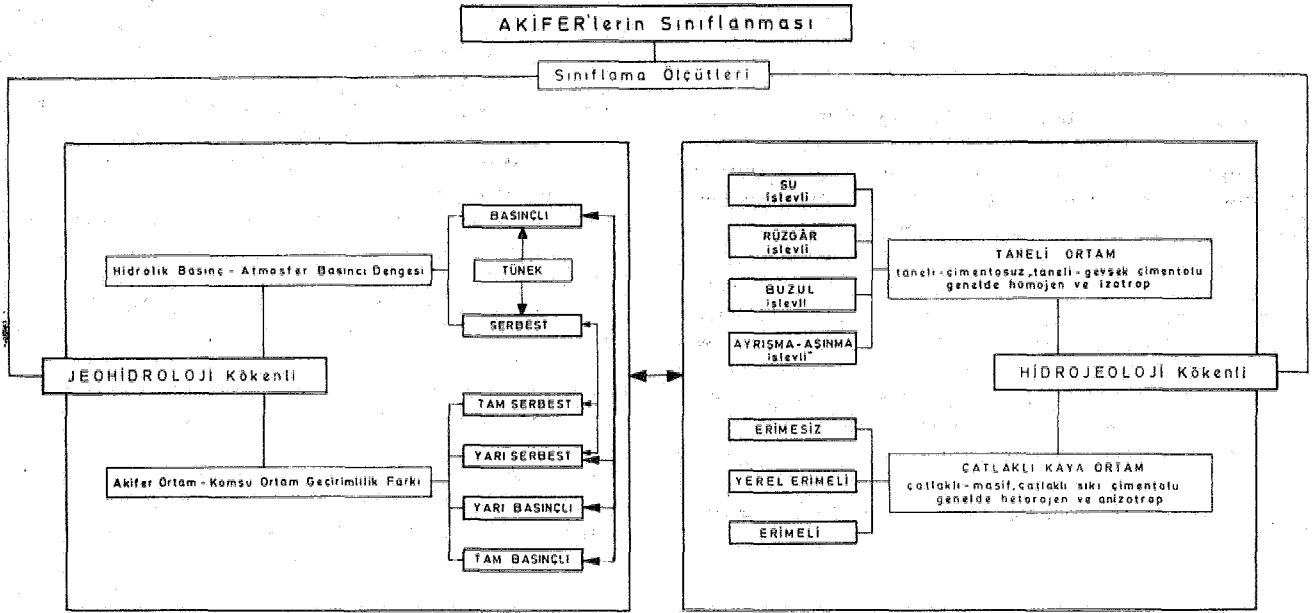 AKİFER'lerin Sınıflanması
Sınıflama Ölçütleri
BASINÇLI
Hidrolik Basınç - Atmosfer Basıncı Dengesi
TÜNEK
SERBEST
JEOHİDROLOJİ Kökenli
TAM SERBEST
YARI SERBEST
Akifer Ortam - Komşu Ortam Geçirimlilik Farkı
YARI BASINÇLI
TAM BASINÇLI
SU
işlevli
RÜZGÂR
işlevli
BUZUL
işlevli
AYRIŞMA-AŞINMA
işlevli"
TANELİ ORTAM
taneli-çimentosuz, taneli-gevşek çimentolu
genelde homojen ve izotrop
HİDROJEOLOJİ Kökenli
ERİMESİZ
YEREL ERİMELİ
ERİMELİ
ÇATLAKLI KAYA ORTAM
çatlaklı-masif, çatlaklı sıkı çimentolu
genelde heterojen ve anizotrop